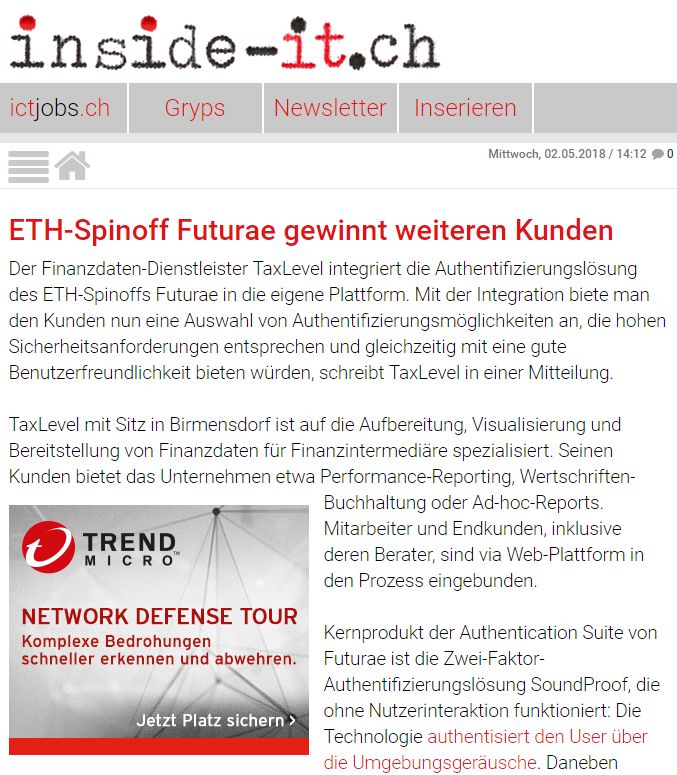 inside-it.ch
ictjobs.ch
Gryps
Newsletter
Inserieren
Mittwoch, 02.05.2018 / 14:12 0
ETH-Spinoff Futurae gewinnt weiteren Kunden
Der Finanzdaten-Dienstleister TaxLevel integriert die Authentifizierungslösung
des ETH-Spinoffs Futurae in die eigene Plattform. Mit der Integration biete man
den Kunden nun eine Auswahl von Authentifizierungsmöglichkeiten an, die hohen
Sicherheitsanforderungen entsprechen und gleichzeitig mit eine gute
Benutzerfreundlichkeit bieten würden, schreibt TaxLevel in einer Mitteilung.
TaxLevel mit Sitz in Birmensdorf ist auf die Aufbereitung, Visualisierung und
Bereitstellung von Finanzdaten für Finanzintermediäre spezialisiert. Seinen
Kunden bietet das Unternehmen etwa Performance-Reporting, Wertschriften-
Buchhaltung oder Ad-hoc-Reports.
Mitarbeiter und Endkunden, inklusive
deren Berater, sind via Web-Plattform in
den Prozess eingebunden.
Kernprodukt der Authentication Suite von
Futurae ist die Zwei-Faktor-
Authentifizierungslösung SoundProof, die
ohne Nutzerinteraktion funktioniert: Die
Technologie authentisiert den User über
die Umgebungsgeräusche. Daneben
TREND
MICRO™
NETWORK DEFENSE TOUR
Komplexe Bedrohungen
schneller erkennen und abwehren.
Jetzt Platz sichern >